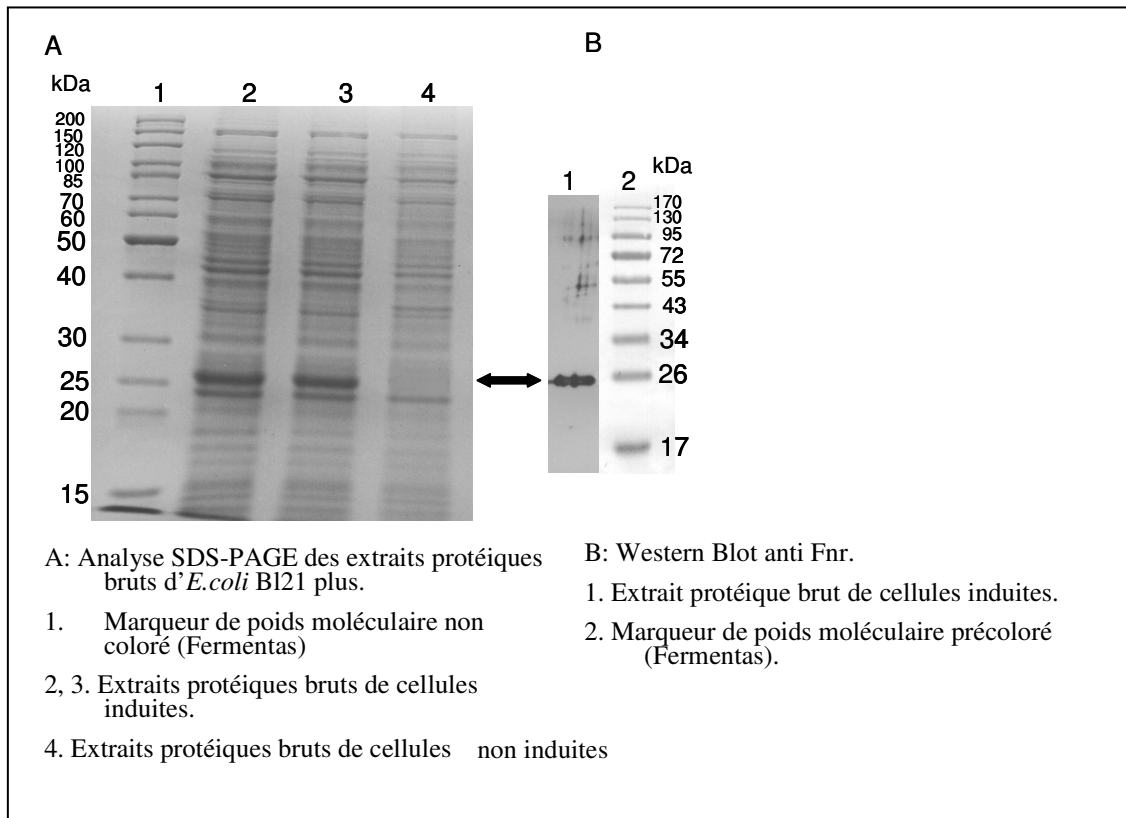 A
B
kDa
1 2 3 4
200
150
120
100
85
70
60
50
40
30
25
20
15
kDa
1 2
170
130
95
72
55
43
34
26
17
A: Analyse SDS-PAGE des extraits protéiques
bruts d'E.coli Bl21 plus.
1. Marqueur de poids moléculaire non
coloré (Fermentas)
2, 3. Extraits protéiques bruts de cellules
induites.
4. Extraits protéiques bruts de cellules non induites
B: Western Blot anti Fnr.
1. Extrait protéique brut de cellules induites.
2. Marqueur de poids moléculaire précoloré
(Fermentas).